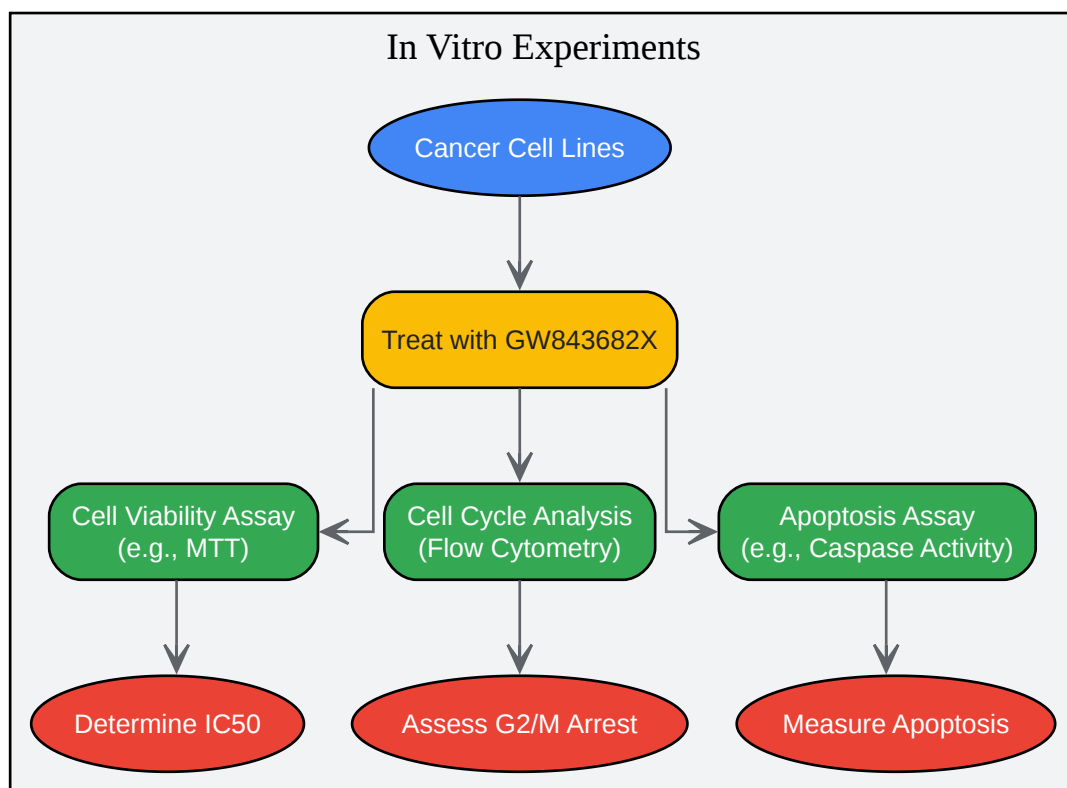 In Vitro Experiments
Cancer Cell Lines
Treat with GW843682X
Cell Viability Assay
(e.g., MTT)
Cell Cycle Analysis
(Flow Cytometry)
Apoptosis Assay
(e.g., Caspase Activity)
Determine IC50
Assess G2/M Arrest
Measure Apoptosis